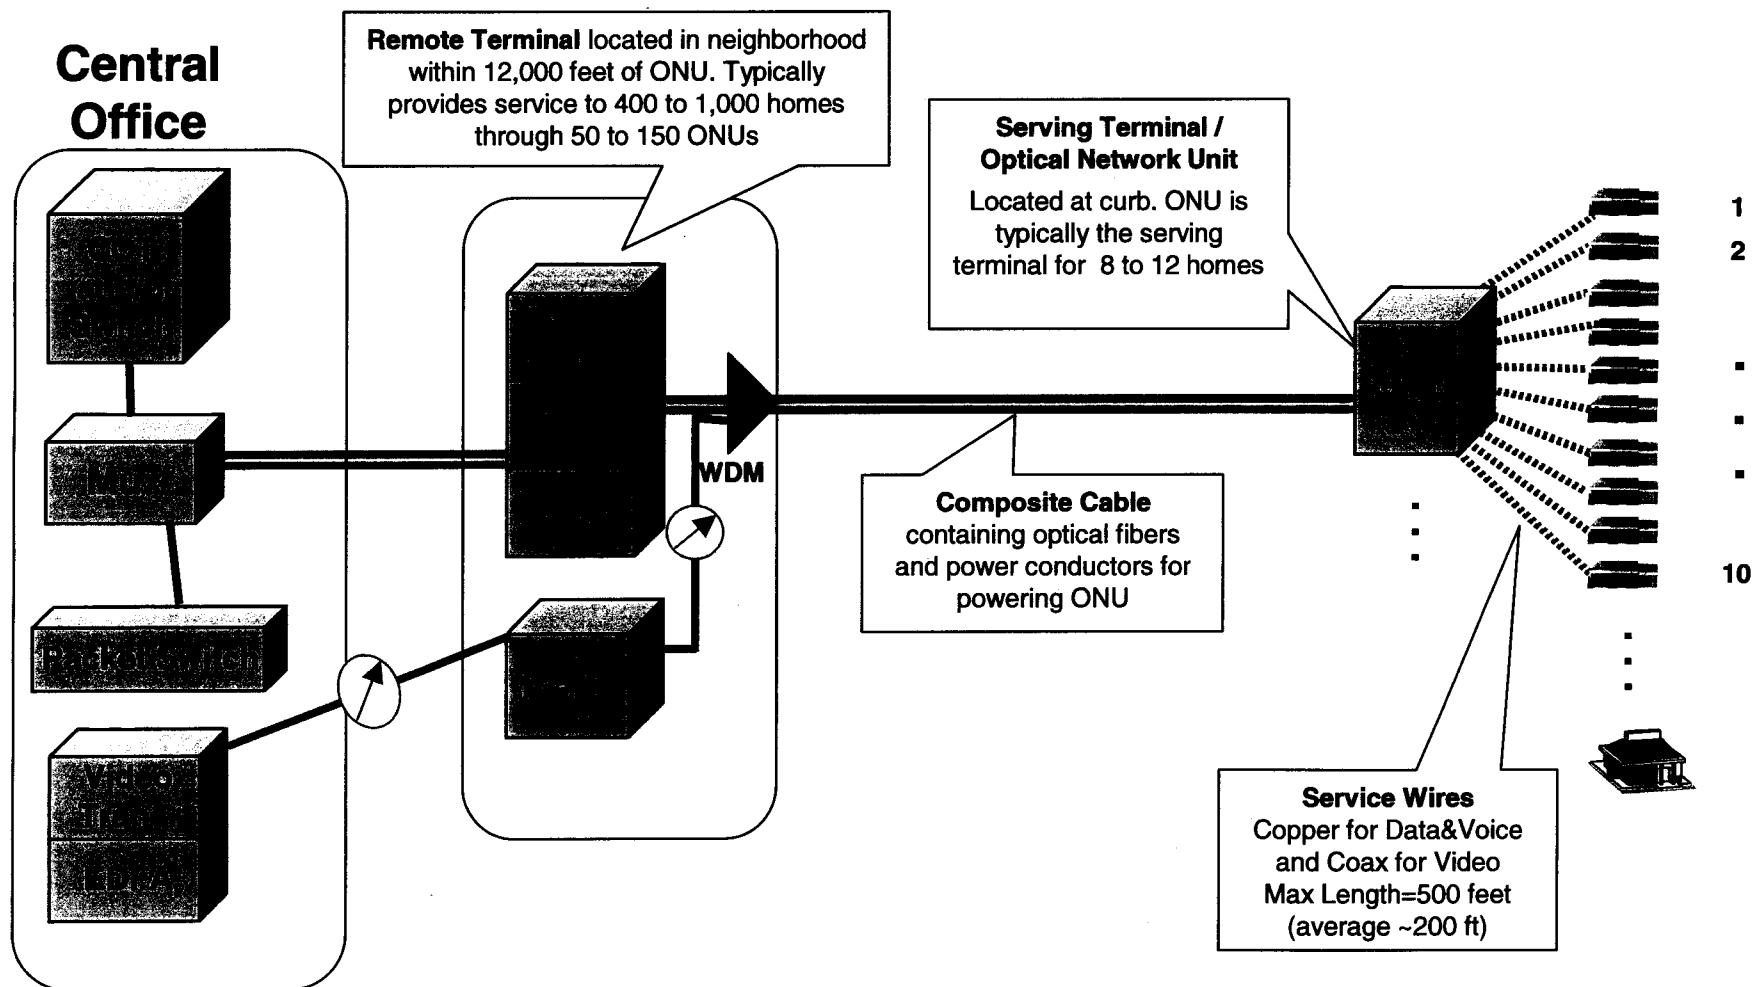 Central
Office
Remote Terminal located in neighborhood
within 12,000 feet of ONU. Typically
provides service to 400 to 1,000 homes
through 50 to 150 ONUs
Serving Terminal /
Optical Network Unit
Located at curb. ONU is
typically the serving
terminal for 8 to 12 homes
Switch
MUX
Packet Switch
Video
EDFA
WDM
Composite Cable
containing optical fibers
and power conductors for
powering ONU
Service Wires
Copper for Data&Voice
and Coax for Video
Max Length=500 feet
(average ~200 ft)
1
2
10